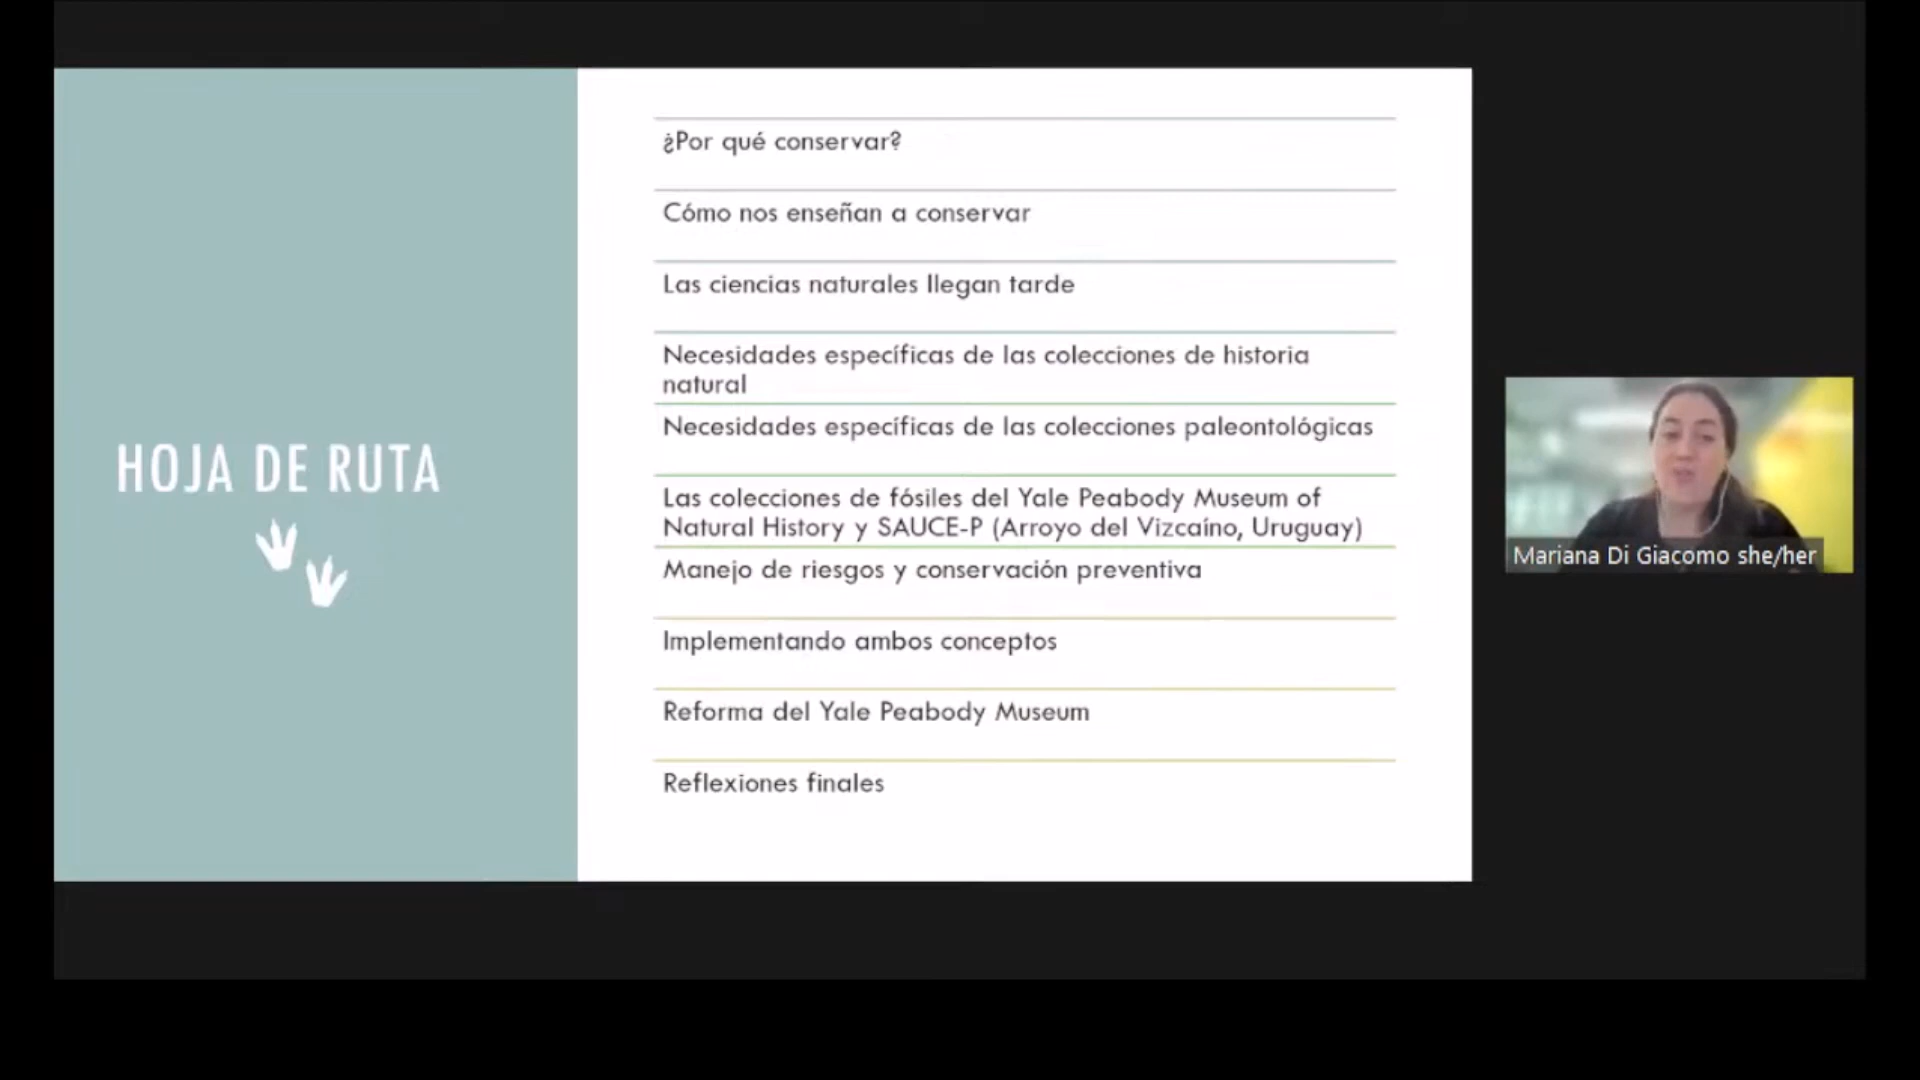 HOJA DE RUTA
¿Por qué conservar?
Cómo nos enseñan a conservar
Las ciencias naturales llegan tarde
Necesidades específicas de las colecciones de historia
natural
Necesidades específicas de las colecciones paleontológicas
Las colecciones de fósiles del Yale Peabody Museum of
Natural History y SAUCE-P (Arroyo del Vizcaíno, Uruguay)
Manejo de riesgos y conservación preventiva
Implementando ambos conceptos
Reforma del Yale Peabody Museum
Reflexiones finales
Mariana Di Giacomo she/her